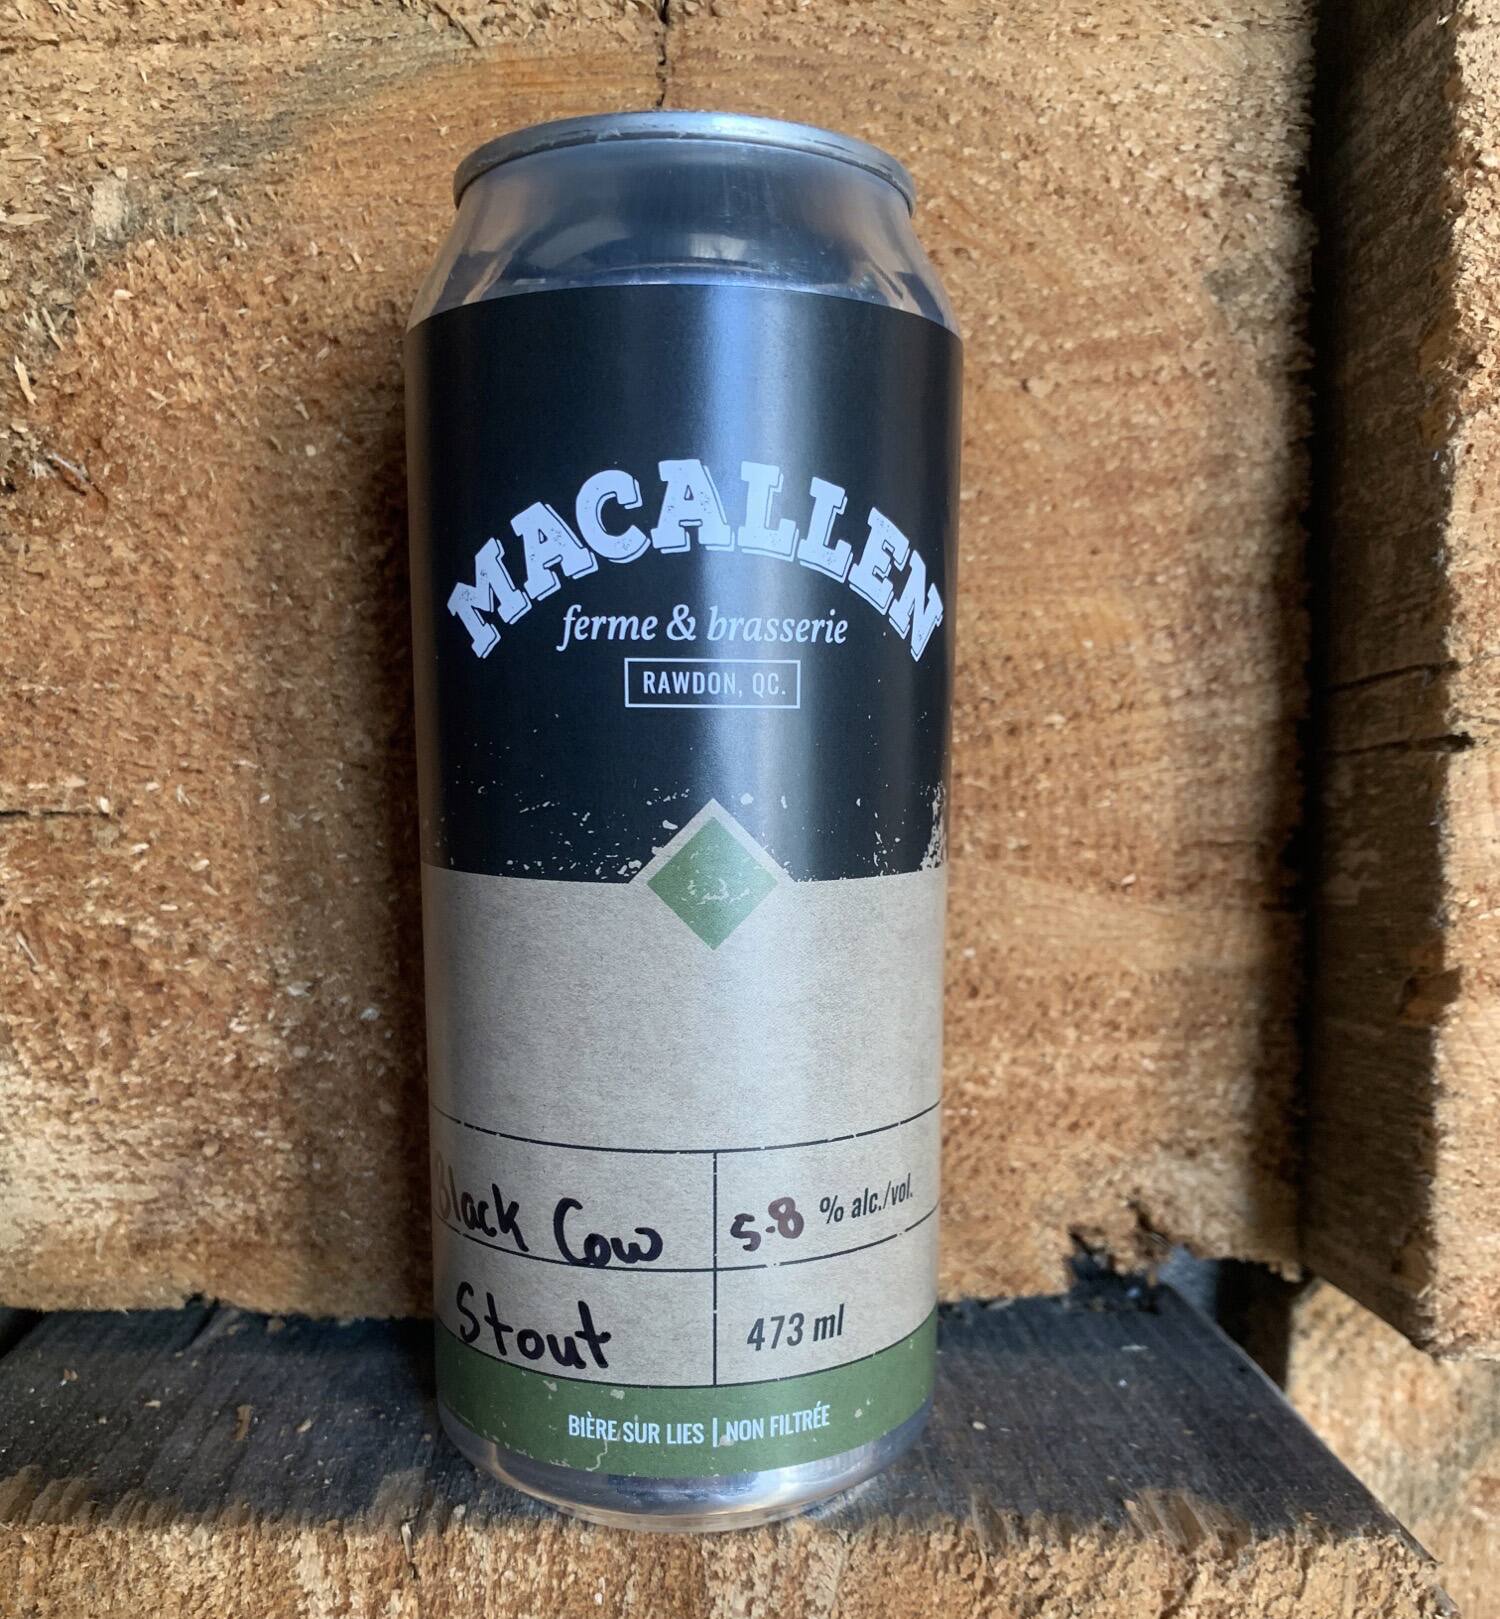 MACALLEN
ferme & brasserie
RAWDON, QC.
Black Cow
5.8 % alc./vol.
Stout
473 ml
BIÈRE SUR LIES | NON FILTRÉE